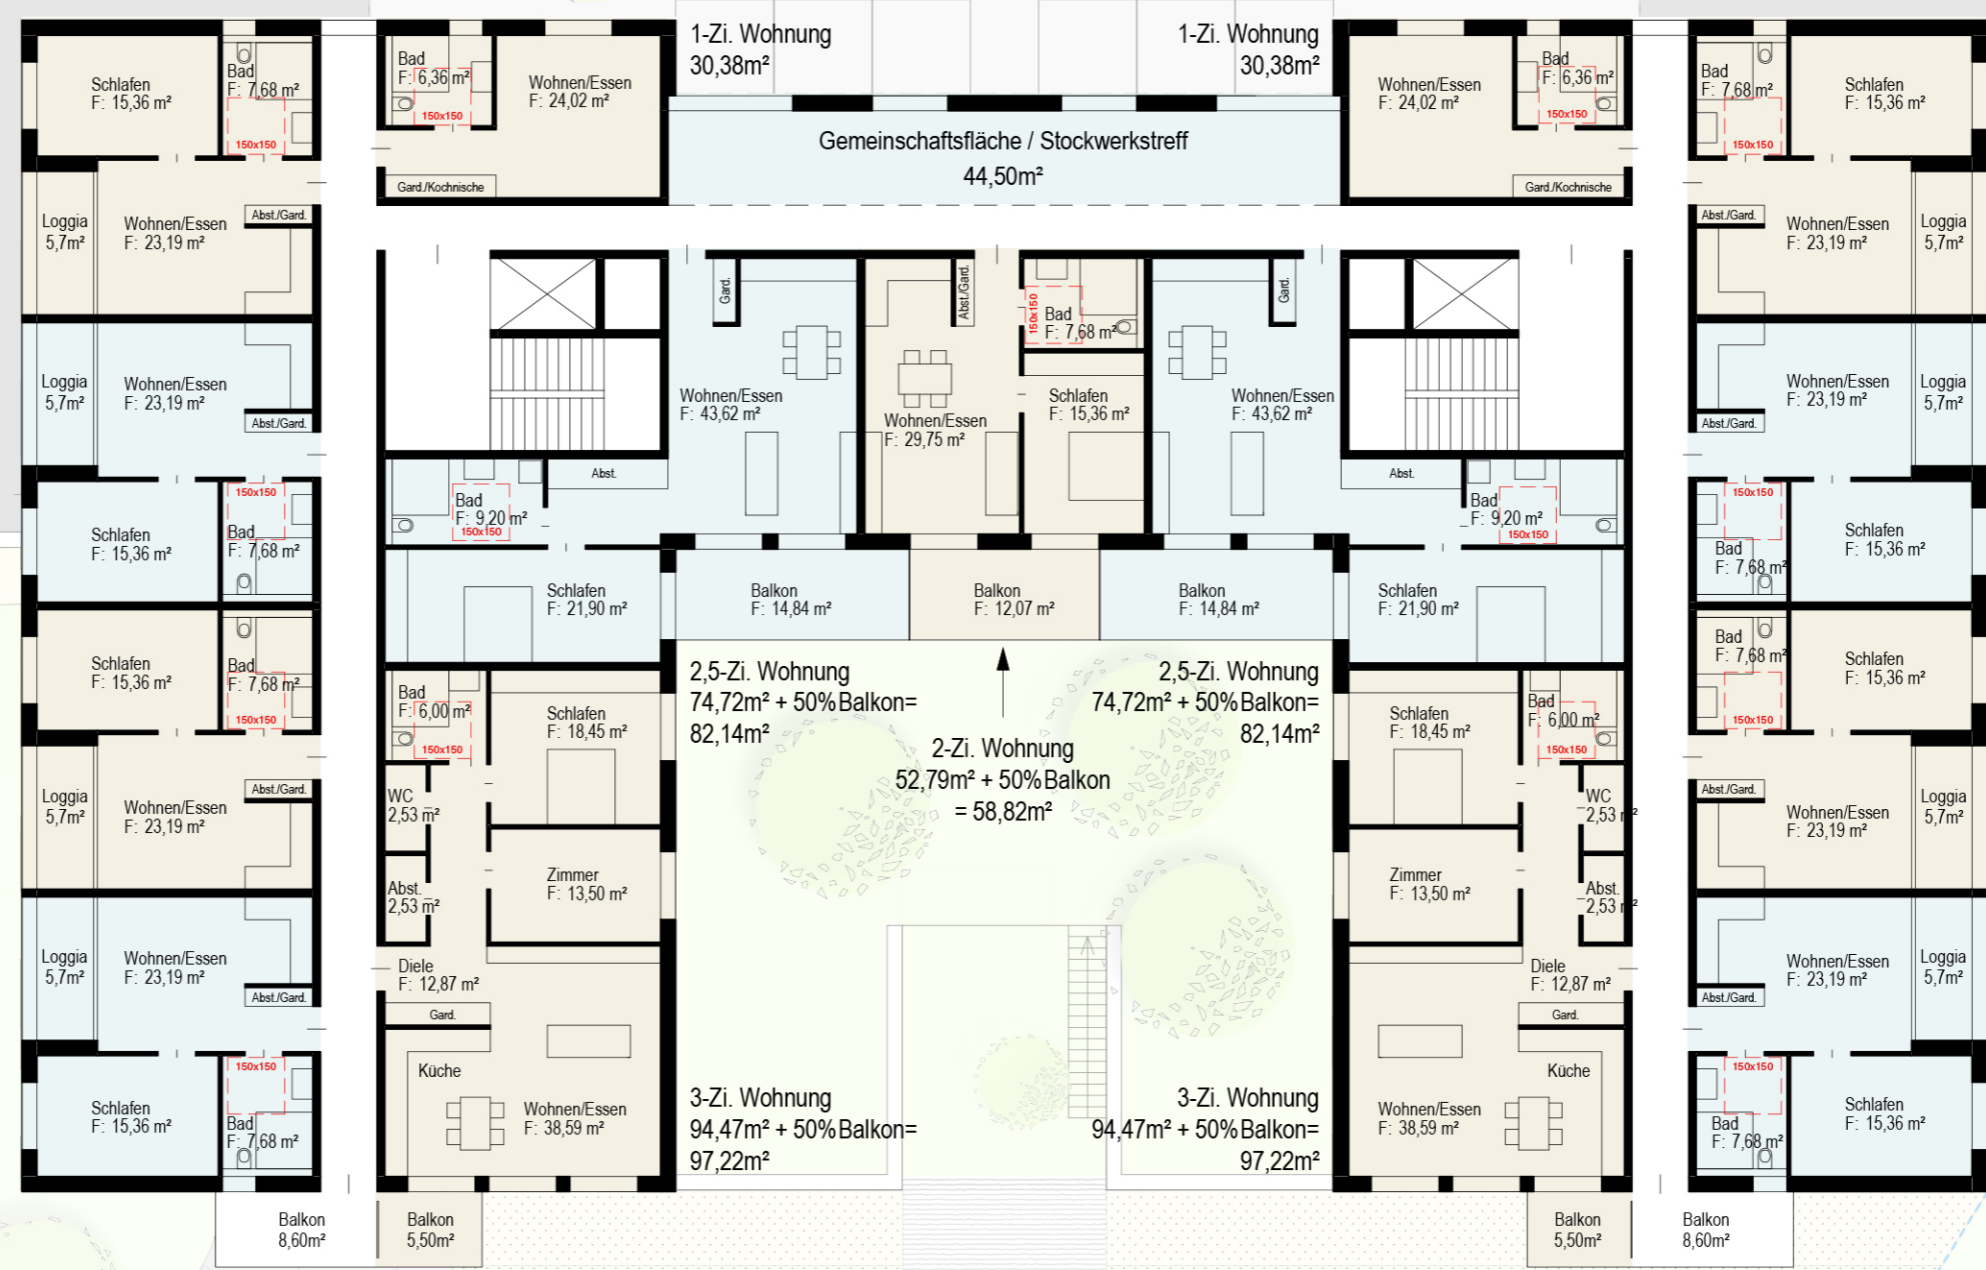 1-Zi. Wohnung
30,38m²
1-Zi. Wohnung
30,38m²
Schlafen
F: 15,36 m²
Bad
F: 7,68 m²
150x150
Bad
F: 6,36 m²
150x150
Wohnen/Essen
F: 24,02 m²
Gard./Kochnische
Gemeinschaftsfläche / Stockwerkstreff
44,50m²
Wohnen/Essen
F: 24,02 m²
Bad
F: 6,36 m²
150x150
Gard./Kochnische
Bad
F: 7,68 m²
150x150
Schlafen
F: 15,36 m²
Loggia
5,7m²
Wohnen/Essen
F: 23,19 m²
Abst./Gard.
Abst./Gard.
Wohnen/Essen
F: 23,19 m²
Loggia
5,7m²
Gard.
Abst./Gard.
150x150
Bad
F: 7,68 m²
Gard.
Loggia
5,7m²
Wohnen/Essen
F: 23,19 m²
Abst./Gard.
Wohnen/Essen
F: 43,62 m²
Wohnen/Essen
F: 29,75 m²
Schlafen
F: 15,36 m²
Wohnen/Essen
F: 43,62 m²
Wohnen/Essen
F: 23,19 m²
Abst./Gard.
Loggia
5,7m²
Schlafen
F: 15,36 m²
150x150
Bad
F: 7,68 m²
Bad
F: 9,20 m²
150x150
Abst.
Abst.
Bad
F: 9,20 m²
150x150
150x150
Bad
F: 7,68 m²
Schlafen
F: 15,36 m²
Schlafen
F: 21,90 m²
Balkon
F: 14,84 m²
Balkon
F: 12,07 m²
Balkon
F: 14,84 m²
Schlafen
F: 21,90 m²
Schlafen
F: 15,36 m²
Bad
F: 7,68 m²
150x150
Bad
F: 6,00 m²
150x150
Schlafen
F: 18,45 m²
2,5-Zi. Wohnung
74,72m² + 50%Balkon=
82,14m²
2,5-Zi. Wohnung
74,72m² + 50%Balkon=
82,14m²
2-Zi. Wohnung
52,79m² + 50%Balkon
= 58,82m²
Schlafen
F: 18,45 m²
Bad
F: 6,00 m²
150x150
Bad
F: 7,68 m²
150x150
Schlafen
F: 15,36 m²
Loggia
5,7m²
Wohnen/Essen
F: 23,19 m²
Abst./Gard.
WC
2,53 m²
Abst.
2,53 m²
Zimmer
F: 13,50 m²
Zimmer
F: 13,50 m²
WC
2,53 m²
Abst.
2,53 m²
Abst./Gard.
Wohnen/Essen
F: 23,19 m²
Loggia
5,7m²
Loggia
5,7m²
Wohnen/Essen
F: 23,19 m²
Abst./Gard.
Diele
F: 12,87 m²
Gard.
Diele
F: 12,87 m²
Gard.
Wohnen/Essen
F: 23,19 m²
Abst./Gard.
Loggia
5,7m²
Schlafen
F: 15,36 m²
150x150
Bad
F: 7,68 m²
Küche
Wohnen/Essen
F: 38,59 m²
3-Zi. Wohnung
94,47m² + 50%Balkon=
97,22m²
3-Zi. Wohnung
94,47m² + 50%Balkon=
97,22m²
Wohnen/Essen
F: 38,59 m²
Küche
150x150
Bad
F: 7,68 m²
Schlafen
F: 15,36 m²
Balkon
8,60m²
Balkon
5,50m²
Balkon
5,50m²
Balkon
8,60m²